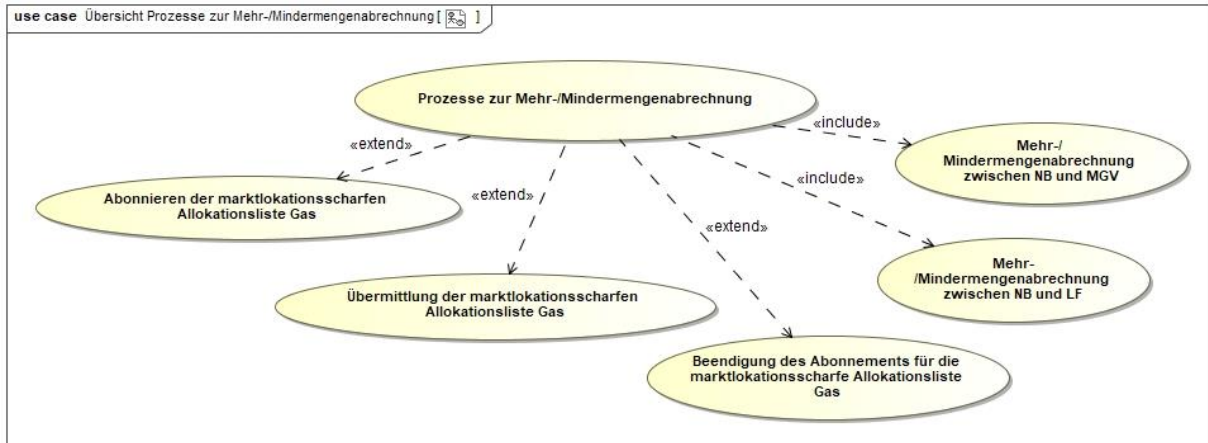 use case Übersicht Prozesse zur Mehr-/Mindermengenabrechnung [ ]
Prozesse zur Mehr-/Mindermengenabrechnung
«include»
«extend»
Mehr-/
Mindermengenabrechnung
zwischen NB und MGV
«include»
«extend»
Abonnieren der marktlokationsscharfen
Allokationsliste Gas
«extend»
Mehr-
/Mindermengenabrechnung
zwischen NB und LF
Übermittlung der marktlokationsscharfen
Allokationsliste Gas
Beendigung des Abonnements für die
marktlokationsscharfe Allokationsliste
Gas